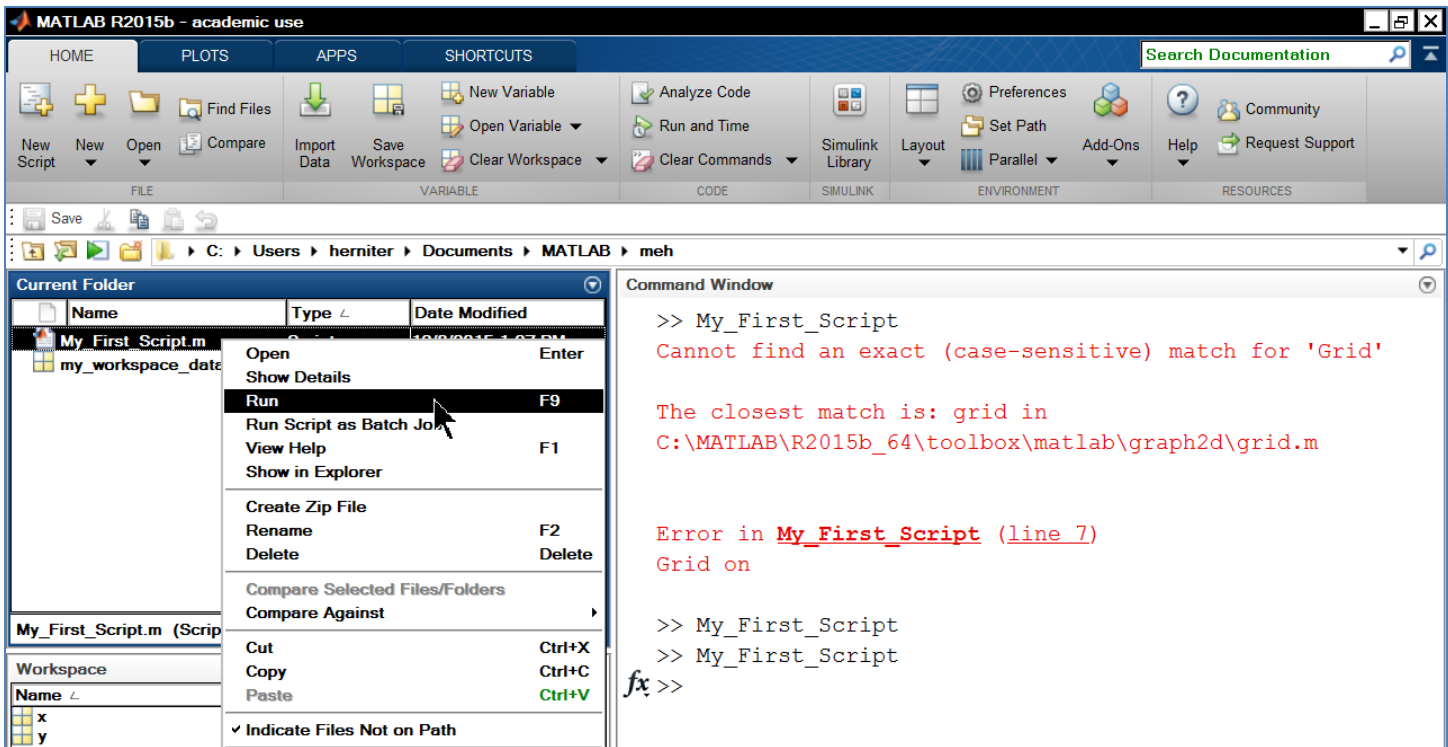 MATLAB R2015b - academic use
HOME PLOTS APPS SHORTCUTS Search Documentation
New Script
New
Open
Find Files
Compare
FILE
Import Data
Save Workspace
New Variable
Open Variable
Clear Workspace
VARIABLE
Analyze Code
Run and Time
Clear Commands
CODE
Simulink Library
SIMULINK
Layout
Preferences
Set Path
Parallel
Add-Ons
ENVIRONMENT
Help
Community
Request Support
RESOURCES
Save
C: Users herniter Documents MATLAB meh
Current Folder
Name Type Date Modified
My_First_Script.m
my_workspace_data
Open Enter
Show Details
Run F9
Run Script as Batch
View Help F1
Show in Explorer
Create Zip File
Rename F2
Delete Delete
Compare Selected Files/Folders
Compare Against
Cut Ctrl+X
Copy Ctrl+C
Paste Ctrl+V
Indicate Files Not on Path
My_First_Script.m (Scrip
Workspace
Name
x
y
Command Window
>> My_First_Script
Cannot find an exact (case-sensitive) match for 'Grid'
The closest match is: grid in
C:\MATLAB\R2015b_64\toolbox\matlab\graph2d\grid.m
Error in My_First_Script (line 7)
Grid on
>> My_First_Script
>> My_First_Script
fx >>